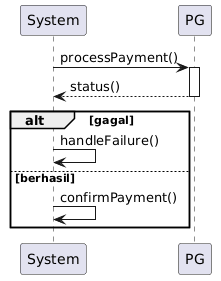 System PG
processPayment()
status()
alt [gagal]
handleFailure()
[berhasil]
confirmPayment()
System PG